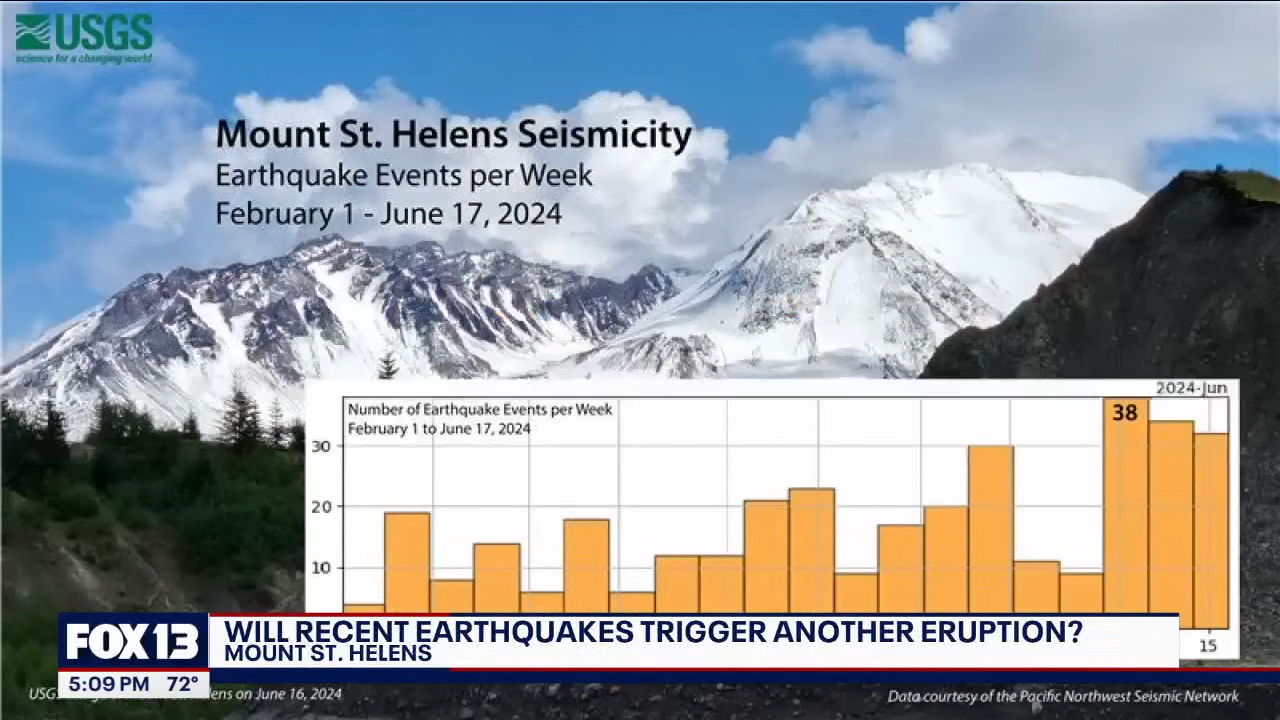 USGS
science for a changing world
Mount St. Helens Seismicity
Earthquake Events per Week
February 1 - June 17, 2024
2024-Jun
Number of Earthquake Events per Week
February 1 to June 17, 2024
38
30
20
10
15
FOX 13
WILL RECENT EARTHQUAKES TRIGGER ANOTHER ERUPTION?
MOUNT ST. HELENS
5:09 PM 72°
USG
ens on June 16, 2024
Data courtesy of the Pacific Northwest Seismic Network